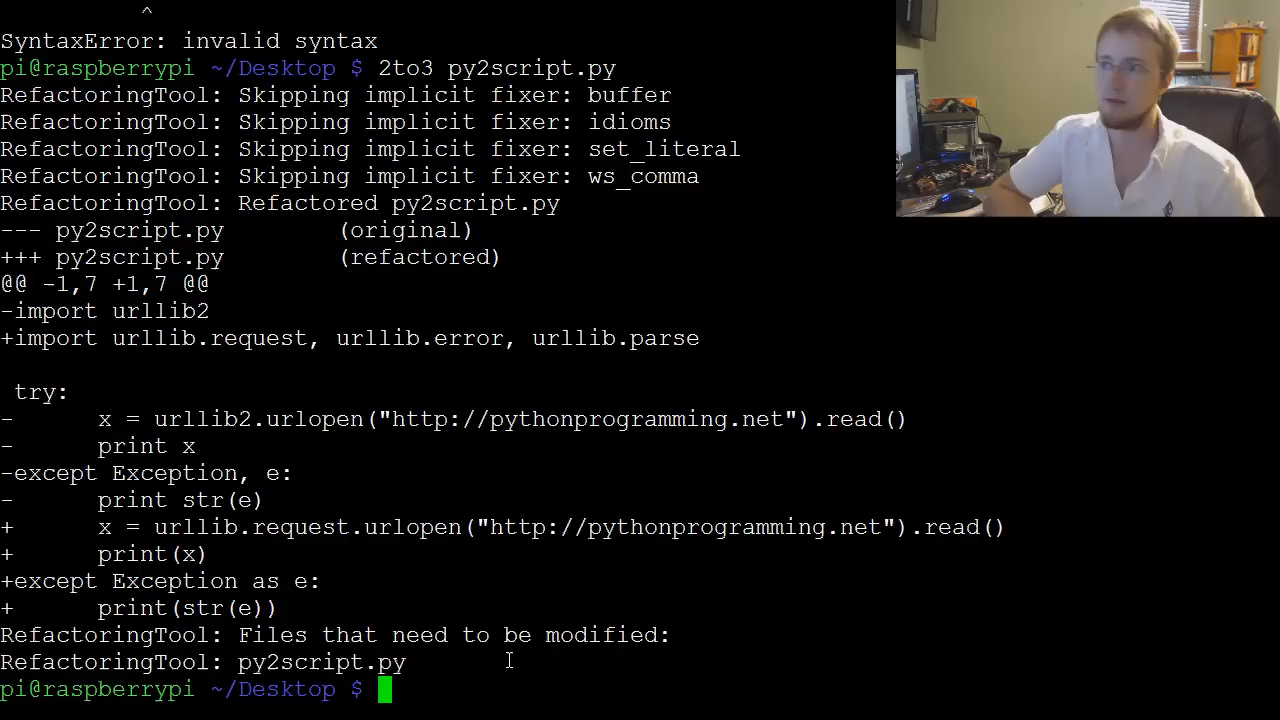 ^
SyntaxError: invalid syntax
pi@raspberrypi ~/Desktop $ 2to3 py2script.py
RefactoringTool: Skipping implicit fixer: buffer
RefactoringTool: Skipping implicit fixer: idioms
RefactoringTool: Skipping implicit fixer: set_literal
RefactoringTool: Skipping implicit fixer: ws_comma
RefactoringTool: Refactored py2script.py
--- py2script.py        (original)
+++ py2script.py        (refactored)
@@ -1,7 +1,7 @@
-import urllib2
+import urllib.request, urllib.error, urllib.parse
 try:
-      x = urllib2.urlopen("http://pythonprogramming.net").read()
-      print x
-except Exception, e:
-      print str(e)
+      x = urllib.request.urlopen("http://pythonprogramming.net").read()
+      print(x)
+except Exception as e:
+      print(str(e))
RefactoringTool: Files that need to be modified:
RefactoringTool: py2script.py
pi@raspberrypi ~/Desktop $